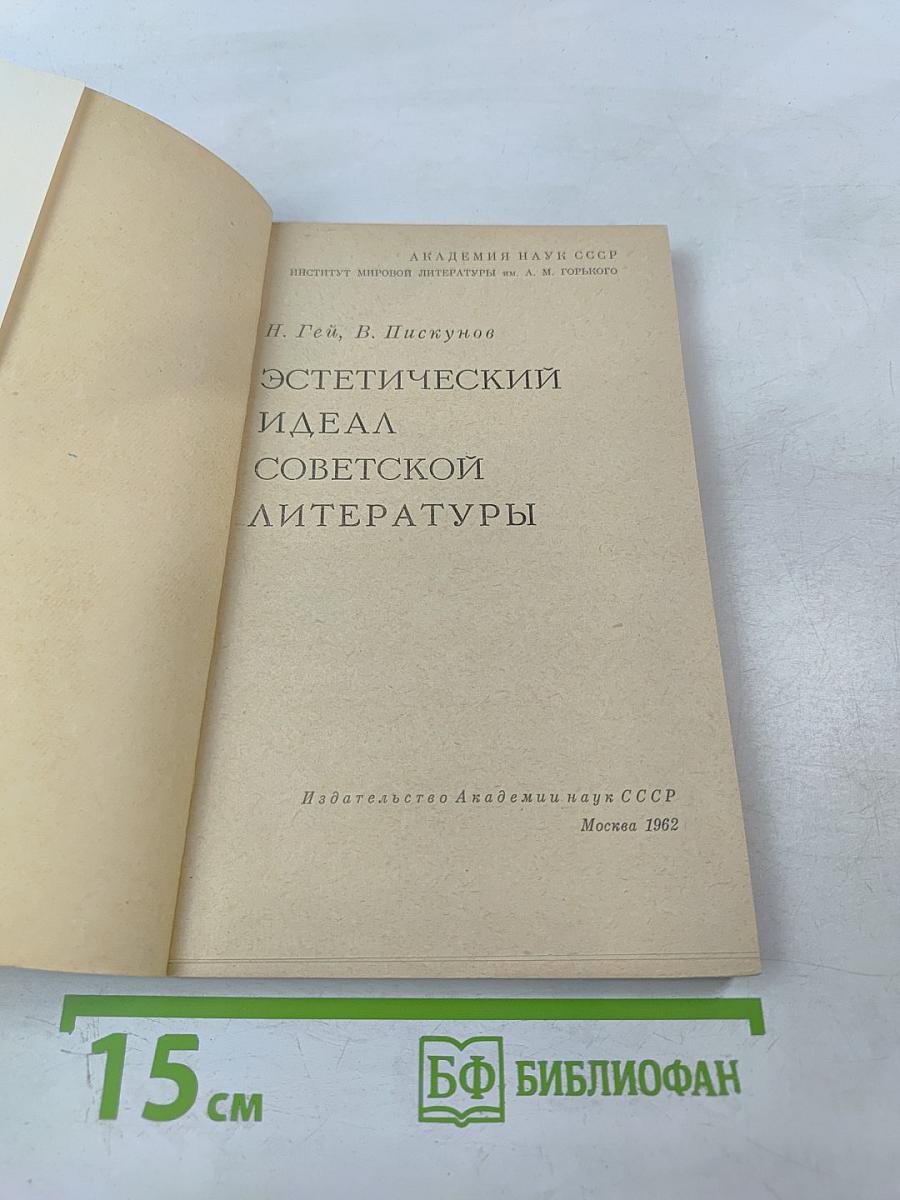 АКАДЕМИЯ НАУК СССР
ИНСТИТУТ МИРОВОЙ ЛИТЕРАТУРЫ им. А. М. ГОРЬКОГО
Н. Гей, В. Пискунов
ЭСТЕТИЧЕСКИЙ
ИДЕАЛ
СОВЕТСКОЙ
ЛИТЕРАТУРЫ
Издательство Академии наук СССР
Москва 1962
15 см
БФ БИБЛИОФАН